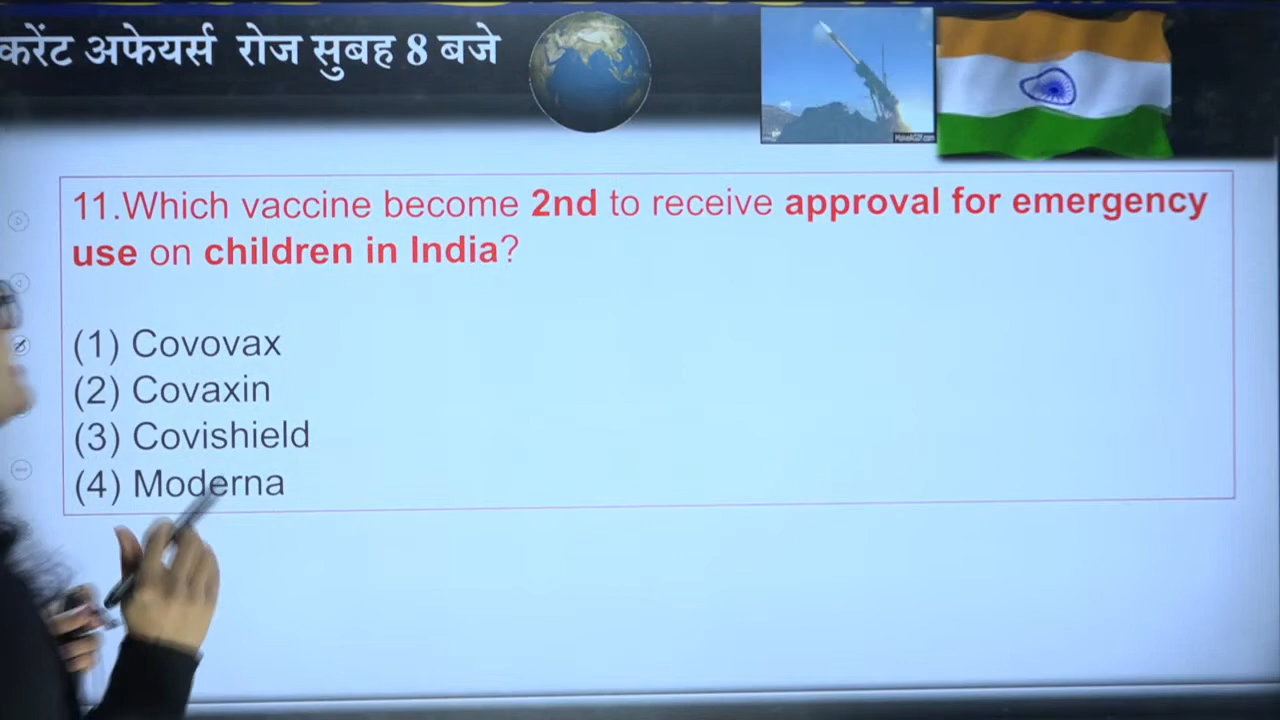 करेंट अफेयर्स रोज सुबह 8 बजे
11.Which vaccine become 2nd to receive approval for emergency
use on children in India?
(1) Covovax
(2) Covaxin
(3) Covishield
(4) Moderna